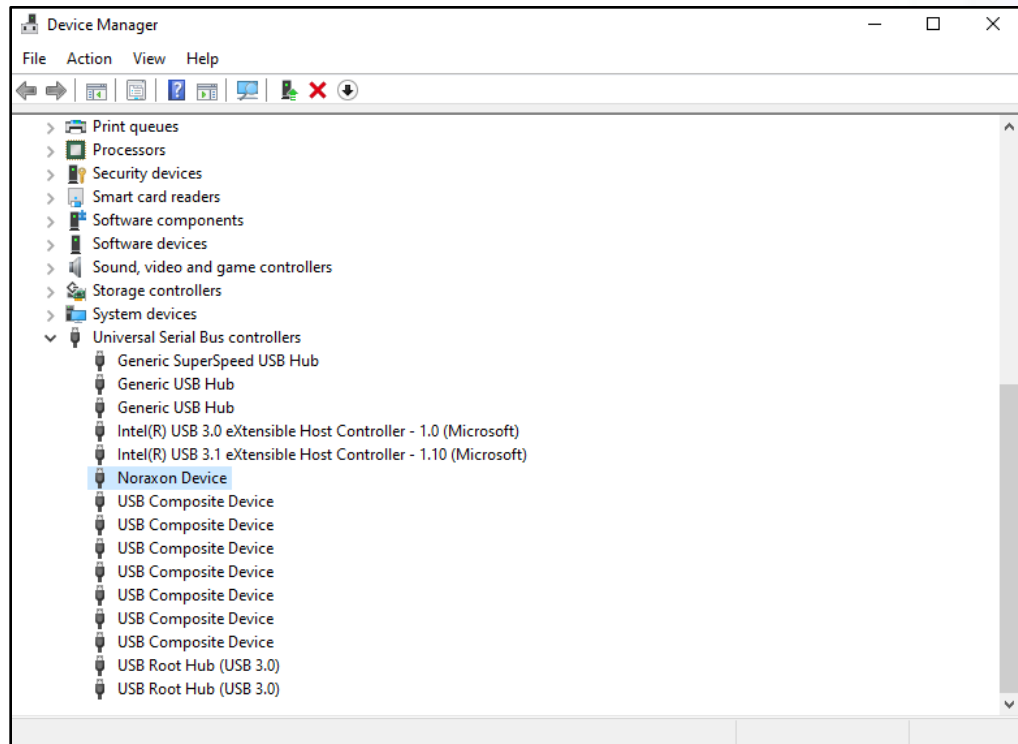 Device Manager
File Action View Help
Print queues
Processors
Security devices
Smart card readers
Software components
Software devices
Sound, video and game controllers
Storage controllers
System devices
Universal Serial Bus controllers
Generic SuperSpeed USB Hub
Generic USB Hub
Generic USB Hub
Intel(R) USB 3.0 eXtensible Host Controller - 1.0 (Microsoft)
Intel(R) USB 3.1 eXtensible Host Controller - 1.10 (Microsoft)
Noraxon Device
USB Composite Device
USB Composite Device
USB Composite Device
USB Composite Device
USB Composite Device
USB Composite Device
USB Composite Device
USB Root Hub (USB 3.0)
USB Root Hub (USB 3.0)